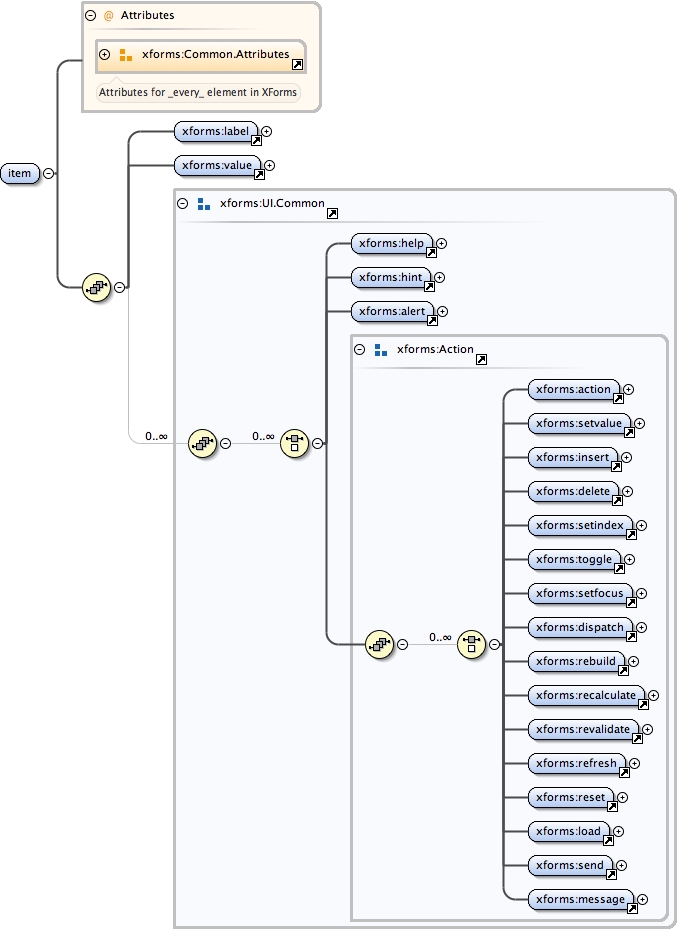 @ Attributes
xforms:Common.Attributes
Attributes for _every_ element in XForms
xforms:label
xforms:value
item
xforms:UI.Common
xforms:help
xforms:hint
xforms:alert
xforms:Action
xforms:action
xforms:setvalue
0..∞
0..∞
xforms:insert
xforms:delete
xforms:setindex
xforms:toggle
xforms:setfocus
xforms:dispatch
0..∞
xforms:rebuild
xforms:recalculate
xforms:revalidate
xforms:refresh
xforms:reset
xforms:load
xforms:send
xforms:message